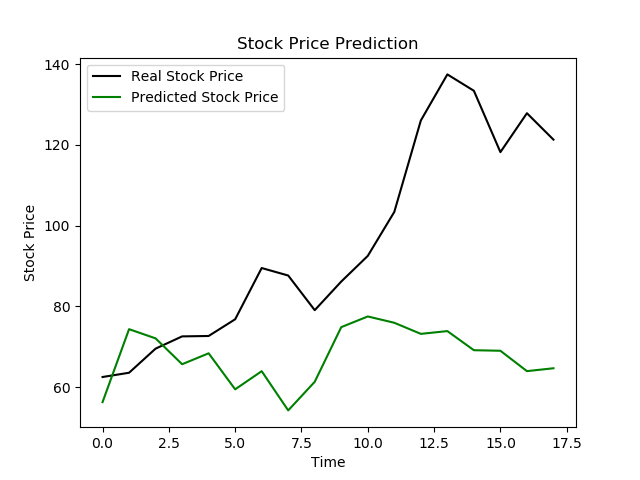 Stock Price Prediction
Real Stock Price
Predicted Stock Price
140
120
100
80
60
Stock Price
0.0 2.5 5.0 7.5 10.0 12.5 15.0 17.5
Time